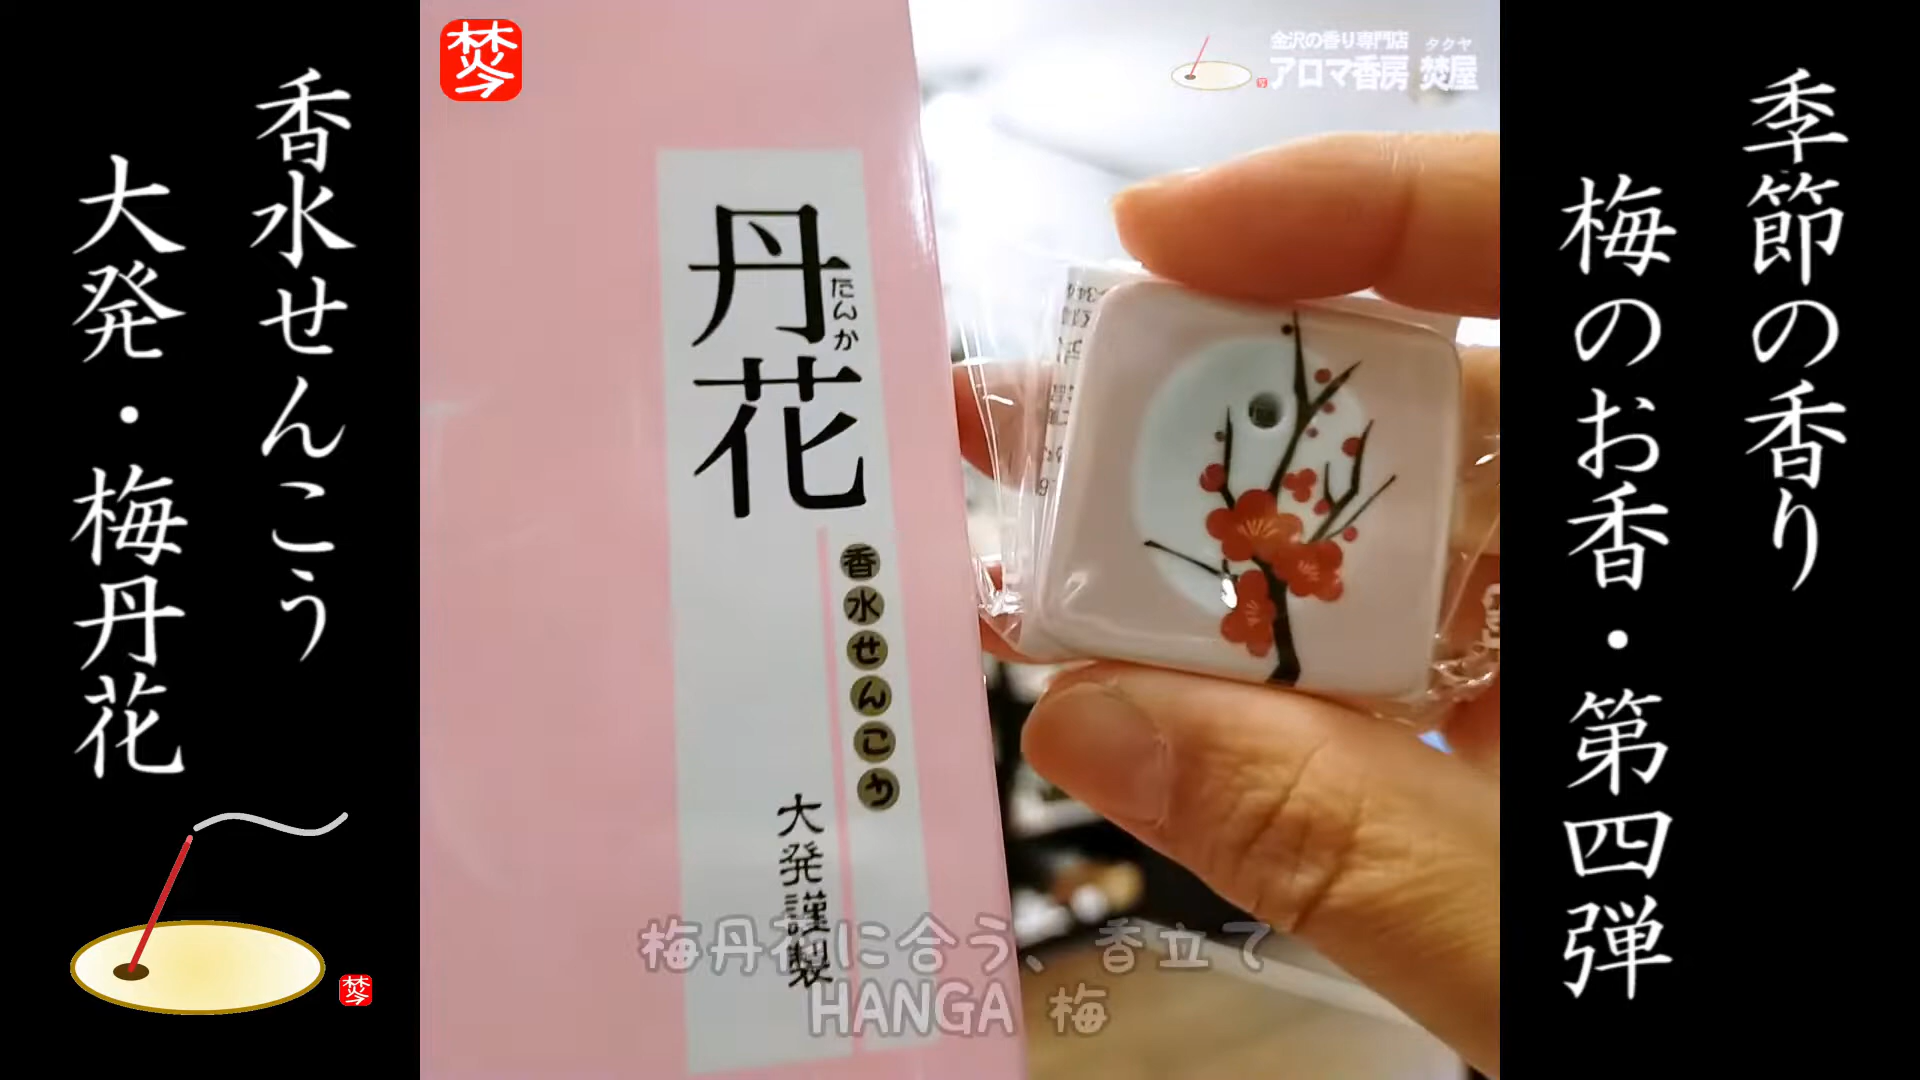 季節の香り
梅のお香・第四弾
金沢の香り専門店
タクヤ
アロマ香房 焚屋
焚
丹花
たんか
香水せんこう
大発謹製
梅丹花に合う、香立て
HANGA 梅
香水せんこう
大発・梅丹花
焚